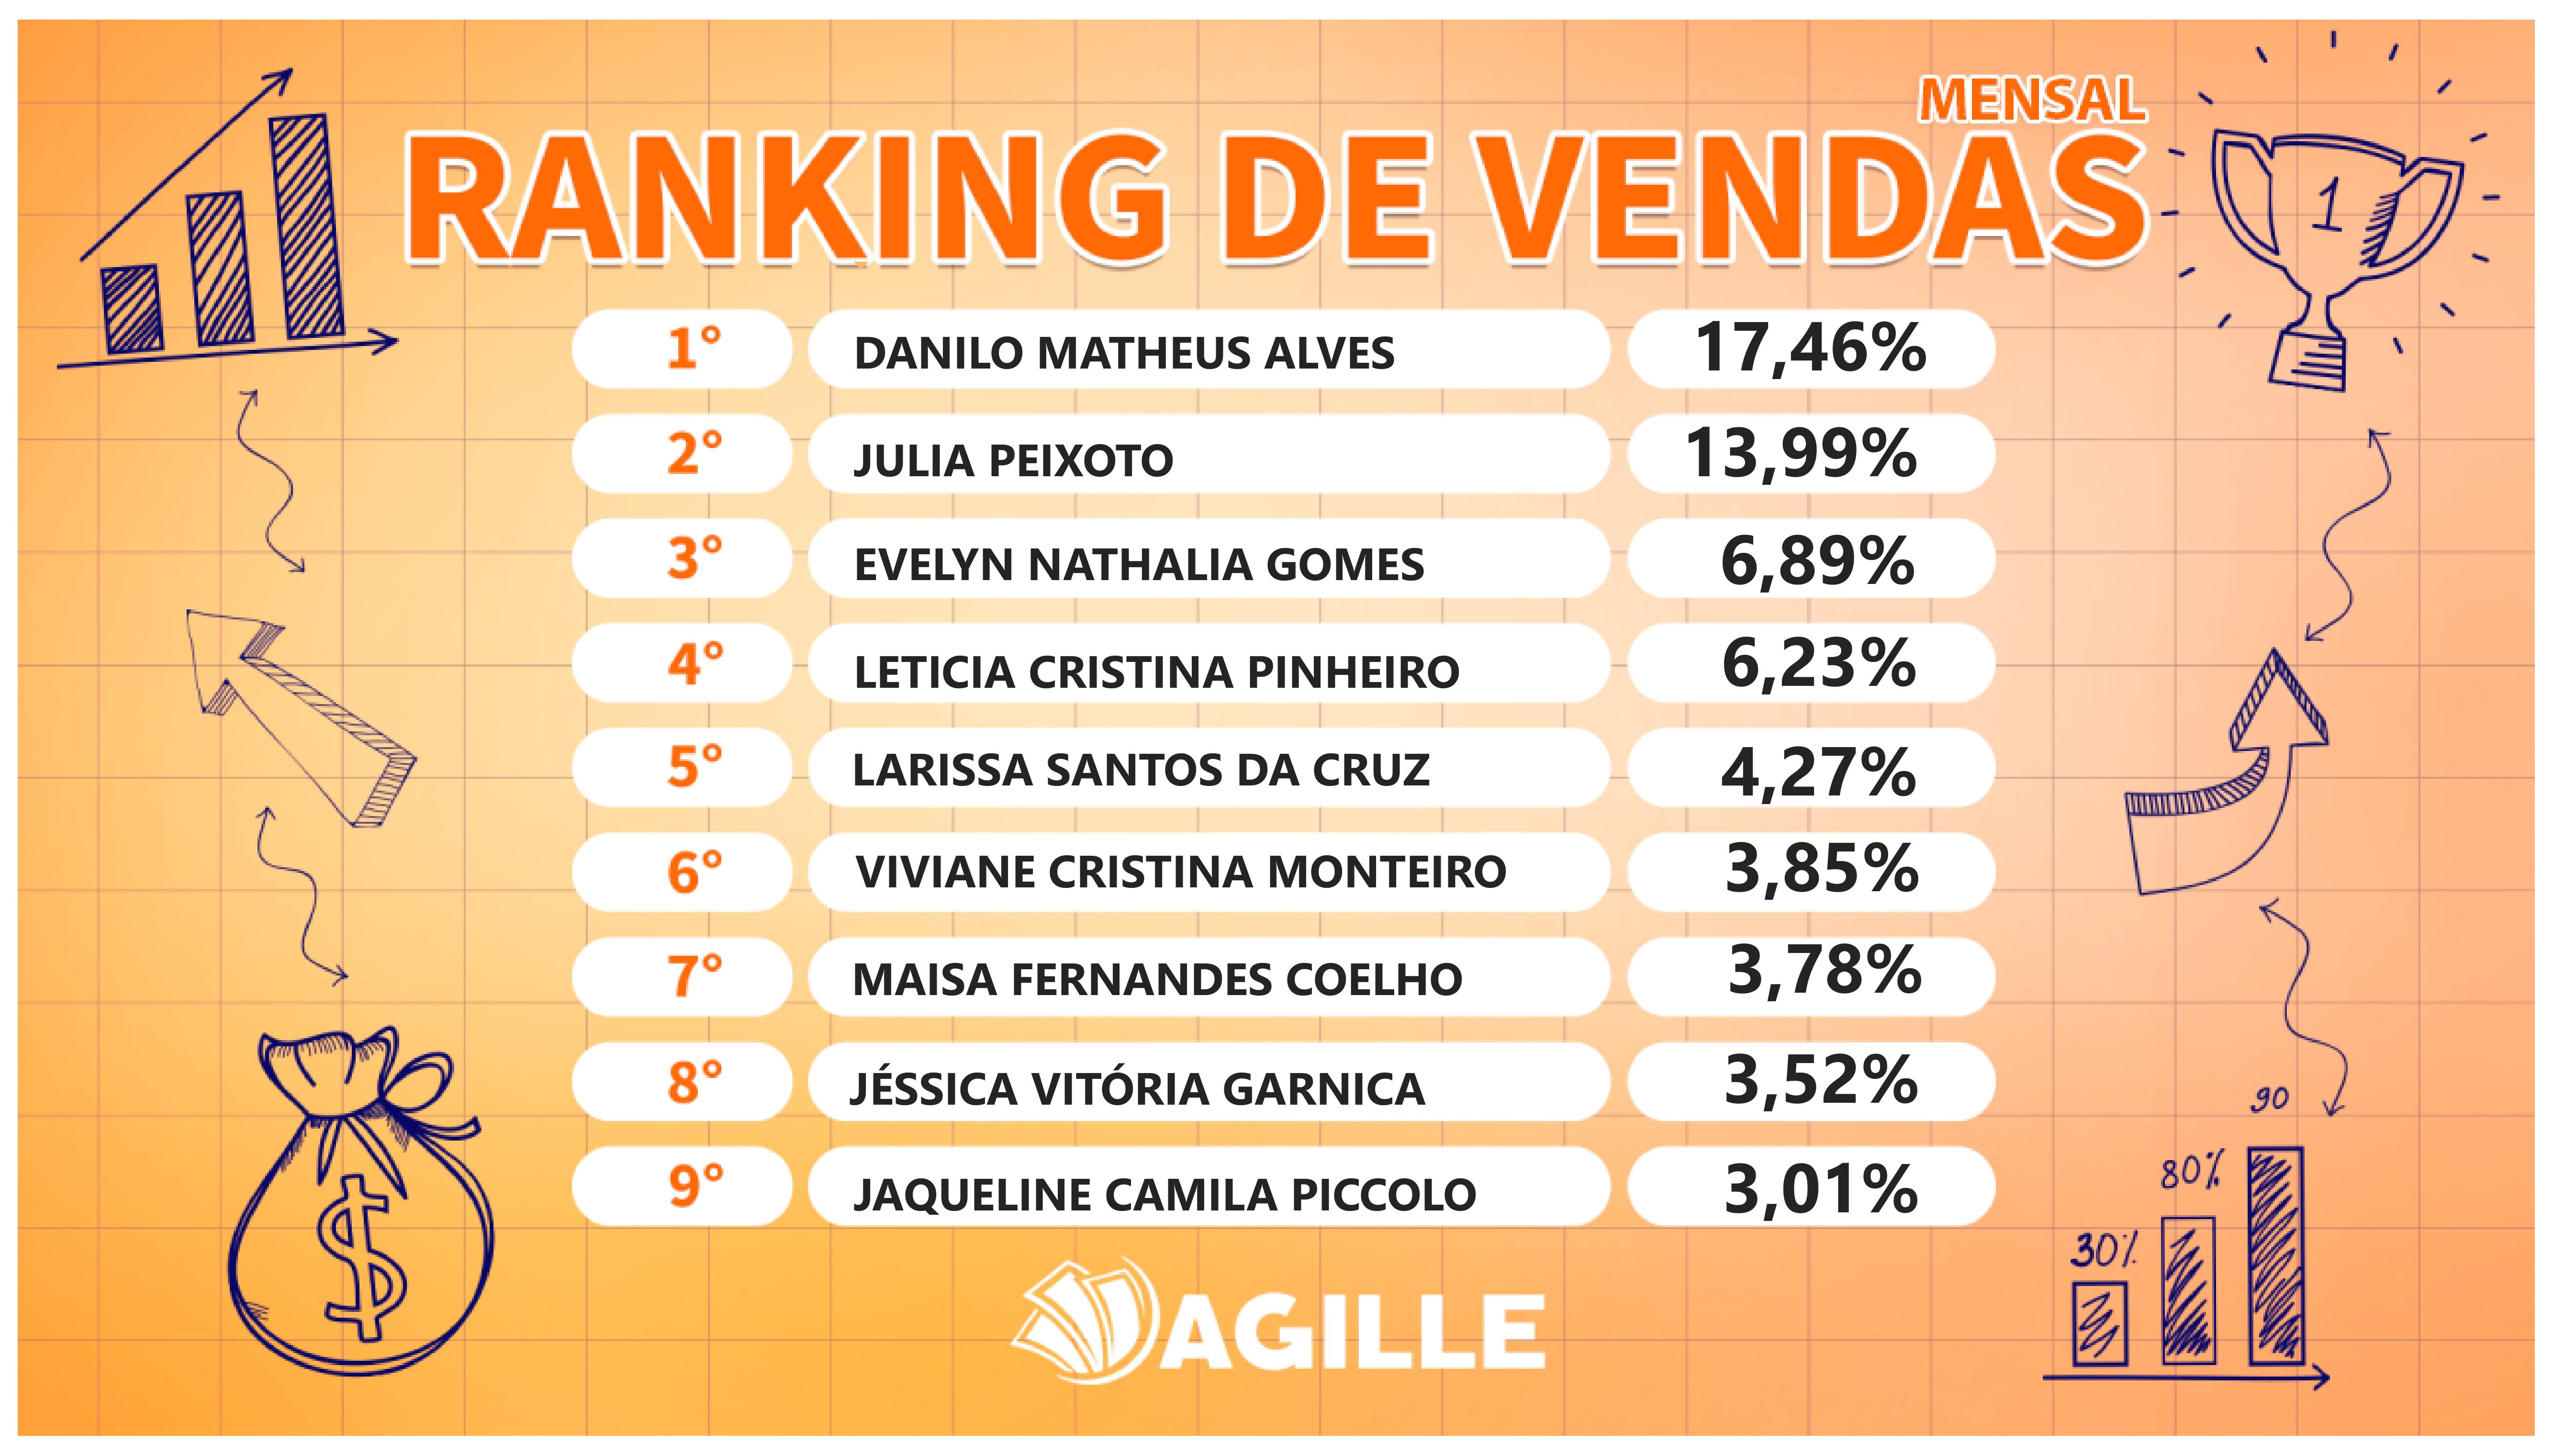 MENSAL
RANKING DE VENDAS
1
1° DANILO MATHEUS ALVES 17,46%
2° JULIA PEIXOTO 13,99%
3° EVELYN NATHALIA GOMES 6,89%
4° LETICIA CRISTINA PINHEIRO 6,23%
5° LARISSA SANTOS DA CRUZ 4,27%
6° VIVIANE CRISTINA MONTEIRO 3,85%
7° MAISA FERNANDES COELHO 3,78%
8° JÉSSICA VITÓRIA GARNICA 3,52%
9° JAQUELINE CAMILA PICCOLO 3,01%
$
30%
80%
90
AGILLE